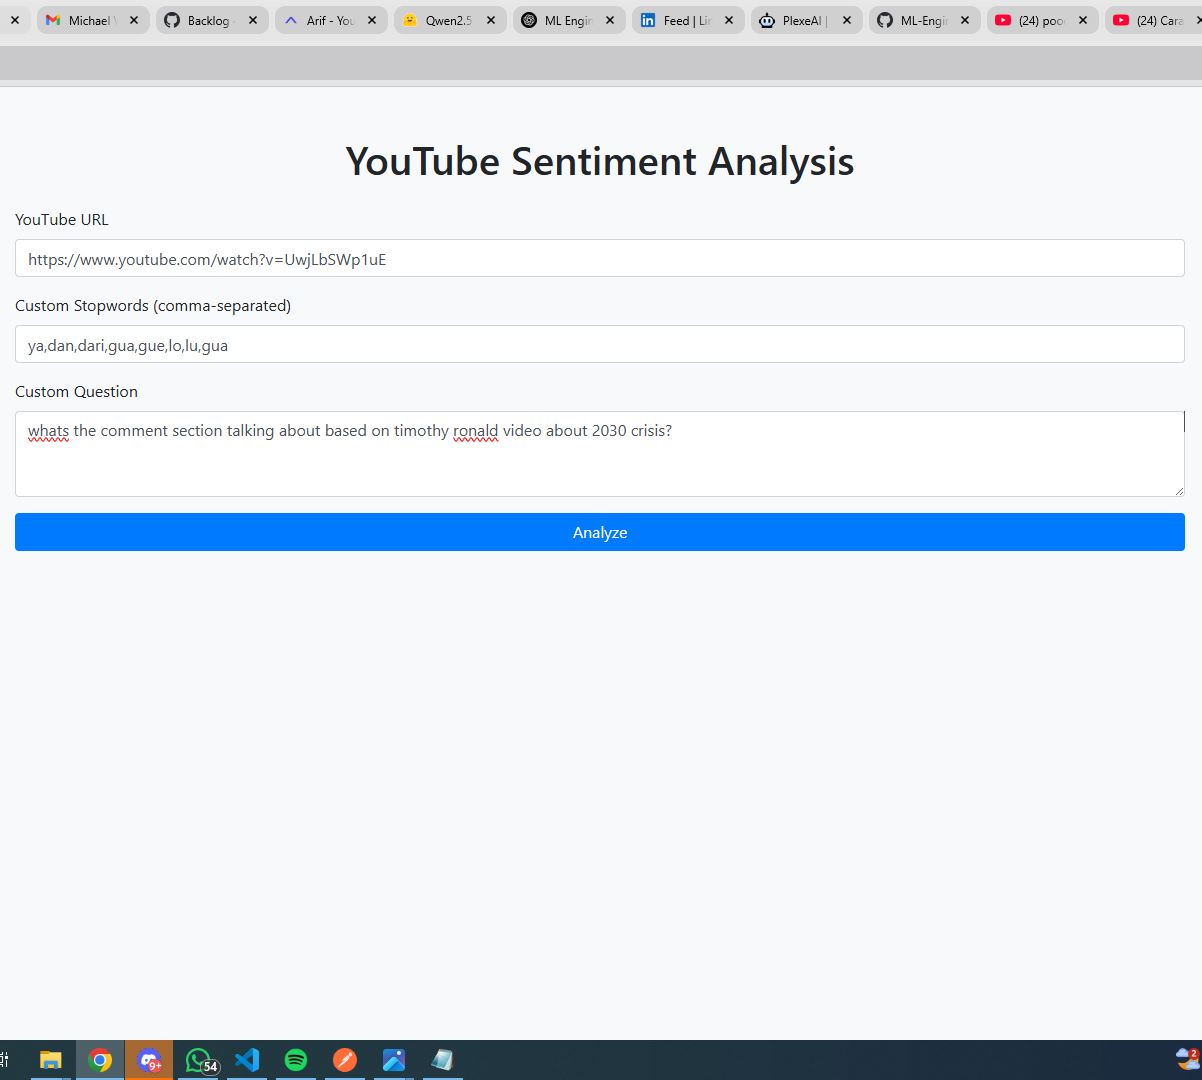 Michael
Backlog
Arif - You
Qwen2.5
ML Engin
Feed | Lin
PlexeAI |
ML-Engin
(24) poo
(24) Cara
YouTube Sentiment Analysis
YouTube URL
https://www.youtube.com/watch?v=UwjLbSWp1uE
Custom Stopwords (comma-separated)
ya,dan,dari,gua,gue,lo,lu,gua
Custom Question
whats the comment section talking about based on timothy ronald video about 2030 crisis?
Analyze
9+
54
2